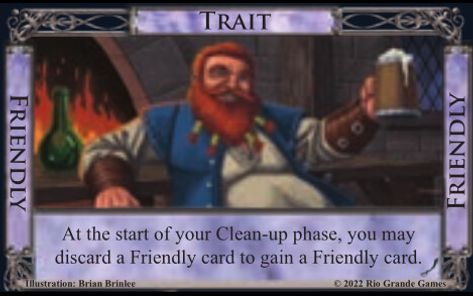 TRAIT
FRIENDLY
FRIENDLY
At the start of your Clean-up phase, you may
discard a Friendly card to gain a Friendly card.
Illustration: Brian Brinlee
© 2022 Rio Grande Games